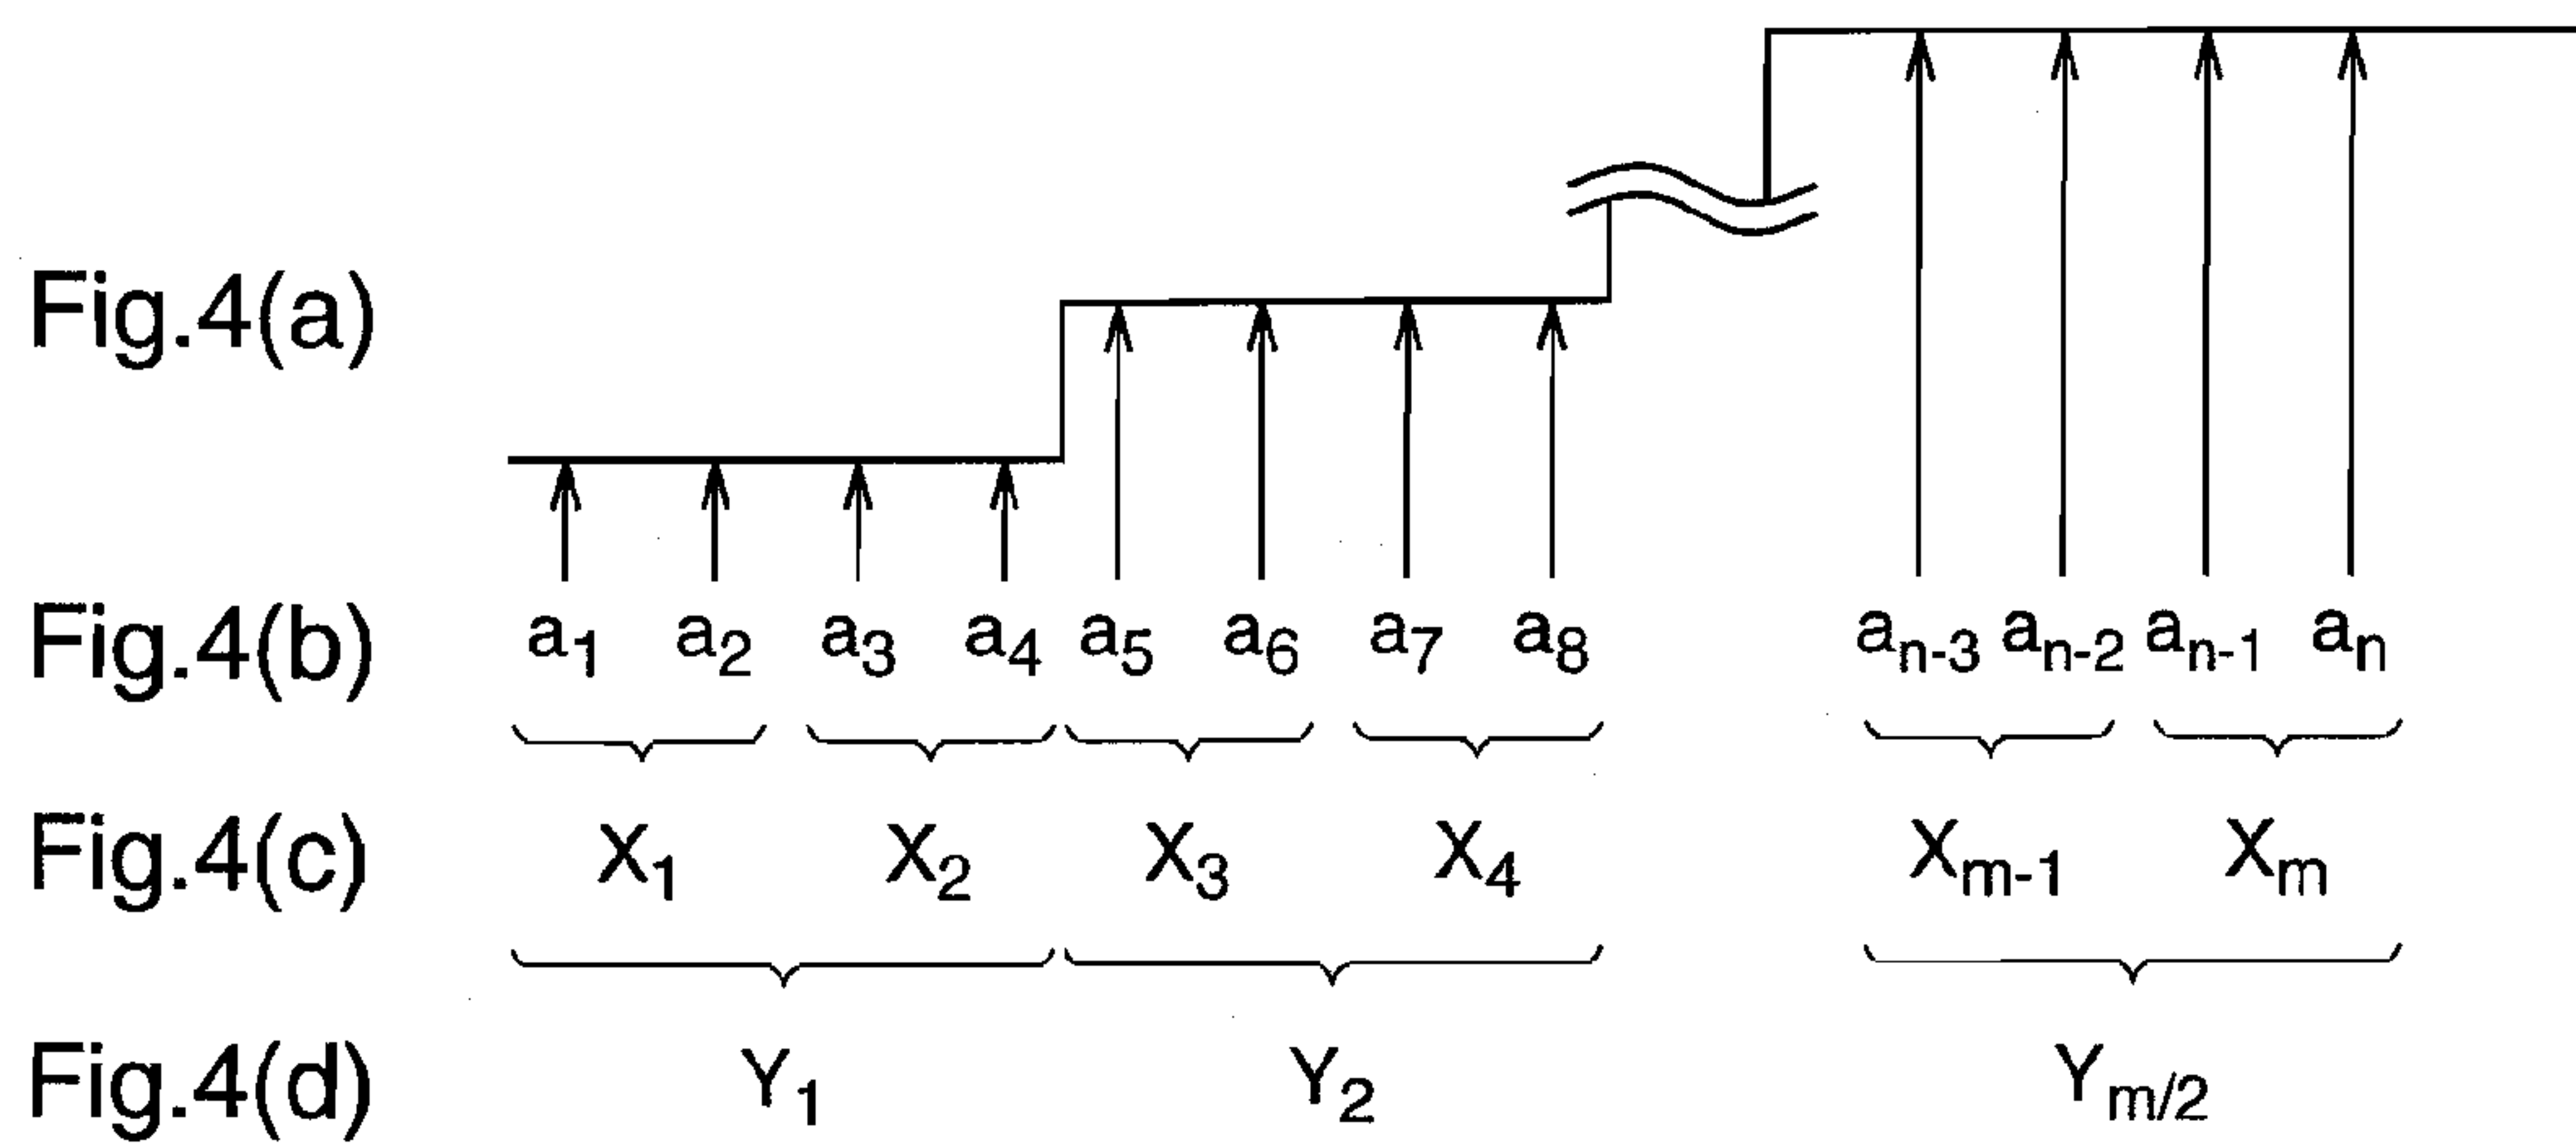 Fig.4(a)
Fig.4(b) a1 a2 a3 a4 a5 a6 a7 a8 an-3 an-2 an-1 an
Fig.4(c) X1 X2 X3 X4 Xm-1 Xm
Fig.4(d) Y1 Y2 Ym/2